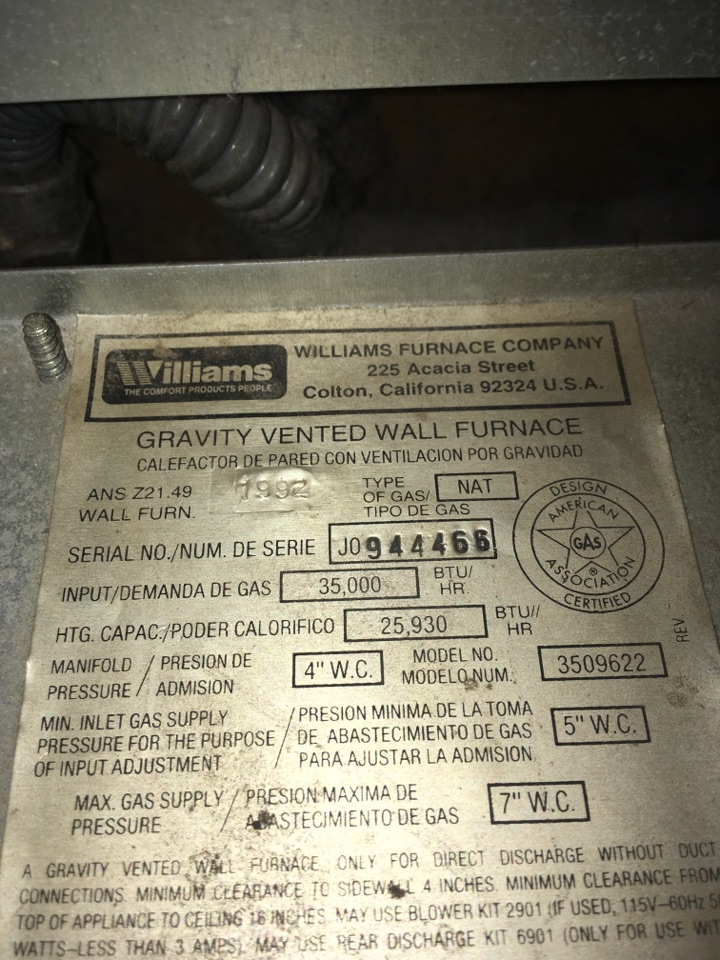 Williams
THE COMFORT PRODUCTS PEOPLE
WILLIAMS FURNACE COMPANY
225 Acacia Street
Colton, California 92324 U.S.A.
GRAVITY VENTED WALL FURNACE
CALEFACTOR DE PARED CON VENTILACION POR GRAVIDAD
ANS Z21.49 1992
WALL FURN.
TYPE
OF GAS/ NAT
TIPO DE GAS
DESIGN
AMERICAN
GAS
®
ASSOCIATION
CERTIFIED
SERIAL NO./NUM. DE SERIE J0944466
INPUT/DEMANDA DE GAS 35,000 BTU/
HR
HTG. CAPAC./PODER CALORIFICO 25,930 BTU//
HR
REV -
MANIFOLD / PRESION DE
PRESSURE / ADMISION
4" W.C.
MODEL NO.
MODELO NUM. 3509622
MIN. INLET GAS SUPPLY
PRESSURE FOR THE PURPOSE
OF INPUT ADJUSTMENT
/ PRESION MINIMA DE LA TOMA
DE ABASTECIMIENTO DE GAS
PARA AJUSTAR LA ADMISION
5" W.C.
MAX. GAS SUPPLY
PRESSURE
/ PRESION MAXIMA DE
ABASTECIMIENTO DE GAS
7" W.C.
A GRAVITY VENTED WALL FURNACE ONLY FOR DIRECT DISCHARGE WITHOUT DUCT
CONNECTIONS. MINIMUM CLEARANCE TO SIDEWALL 4 INCHES. MINIMUM CLEARANCE FROM
TOP OF APPLIANCE TO CEILING 18 INCHES. MAY USE BLOWER KIT 2901 (IF USED, 115V-60Hz
WATTS-LESS THAN 3 AMPS). MAY USE REAR DISCHARGE KIT 6901 (ONLY FOR USE